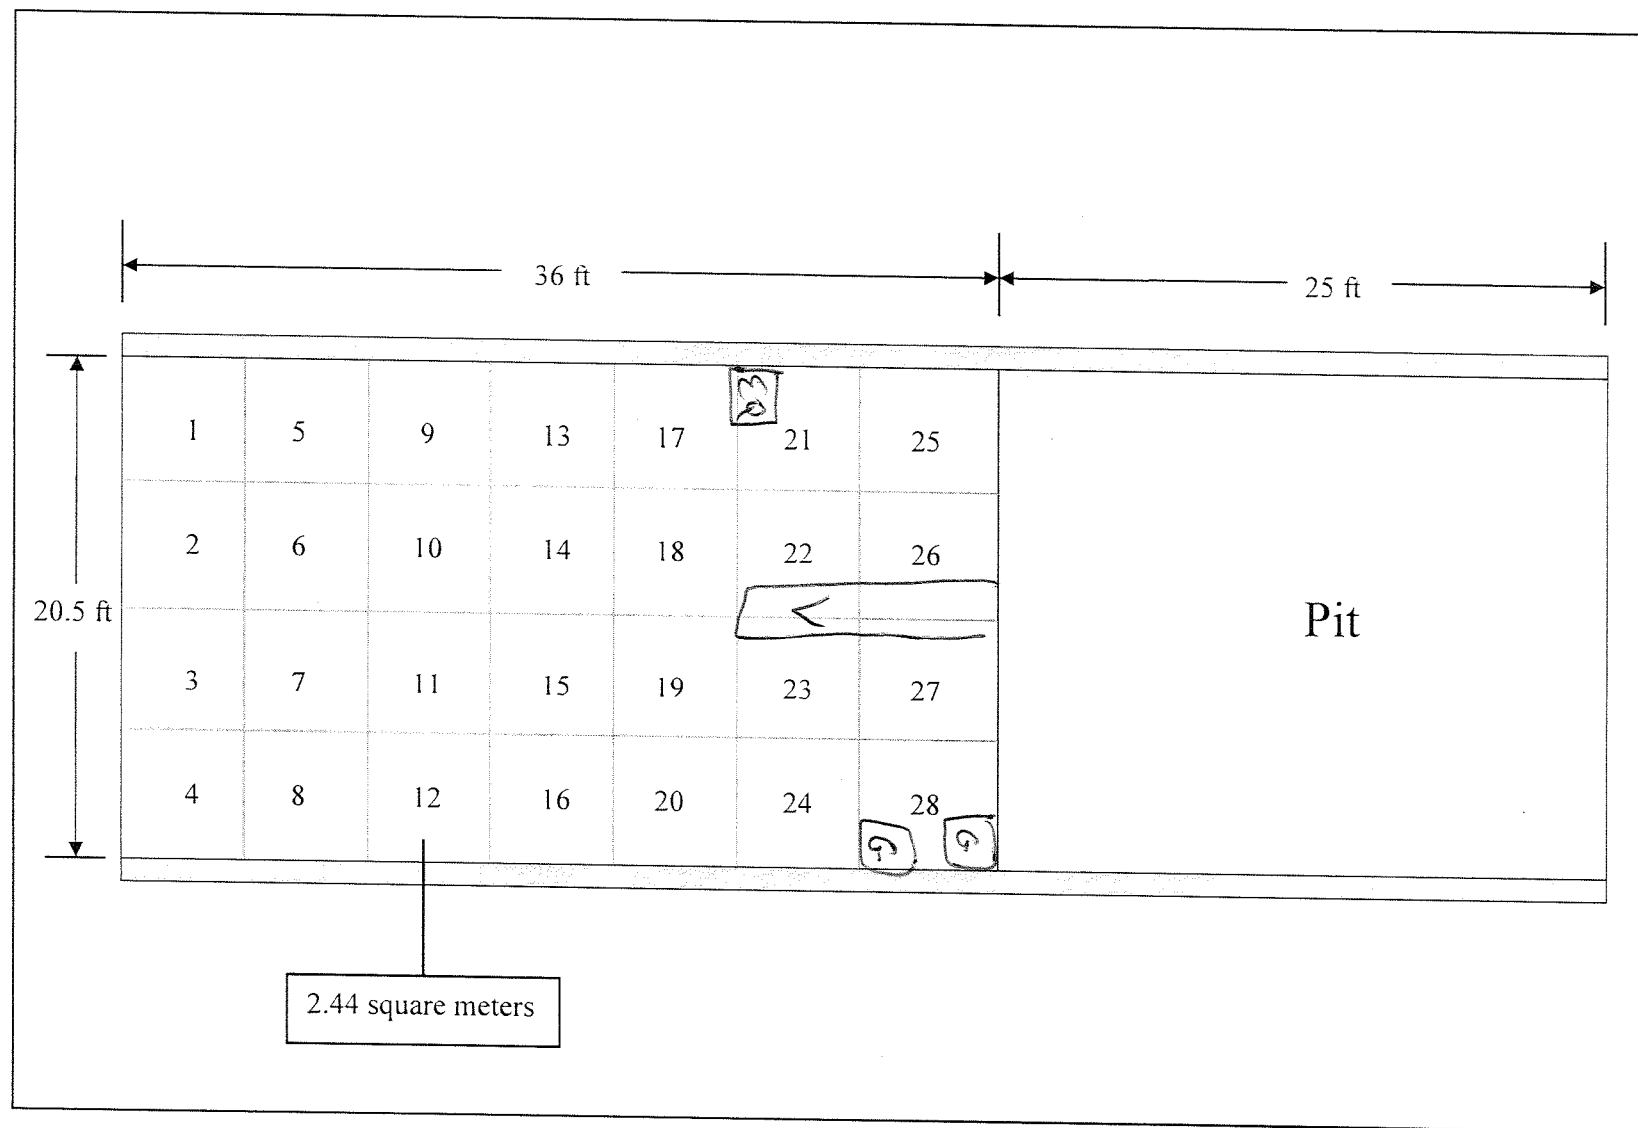 36 ft
25 ft
1 5 9 13 17 21 25
2 6 10 14 18 22 26
20.5 ft
Pit
3 7 11 15 19 23 27
4 8 12 16 20 24 28
2.44 square meters